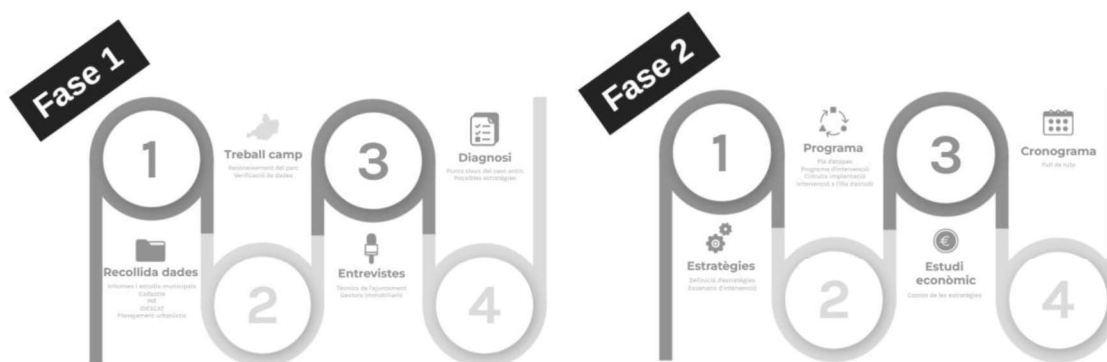 Fase 1
1
Recollida dades
Informes i estudis municipals
Cadastre
INE
IDESCAT
Planejament urbanístic
Treball camp
Reconeixement del parc
Verificació de dades
2
3
Entrevistes
Tècnics de l'ajuntament
Gestors immobiliaris
Diagnosi
Punts claus del nexe entre
Possibles estratègies
4
Fase 2
1
Estratègies
Definició d'estratègies
Escenaris d'intervenció
Programa
Pla d'etapes
Programa d'intervenció
Circuits implantació
Intervenció a l'illa d'estudi
2
3
Estudi
econòmic
Costos de les estratègies
Cronograma
Full de ruta
4